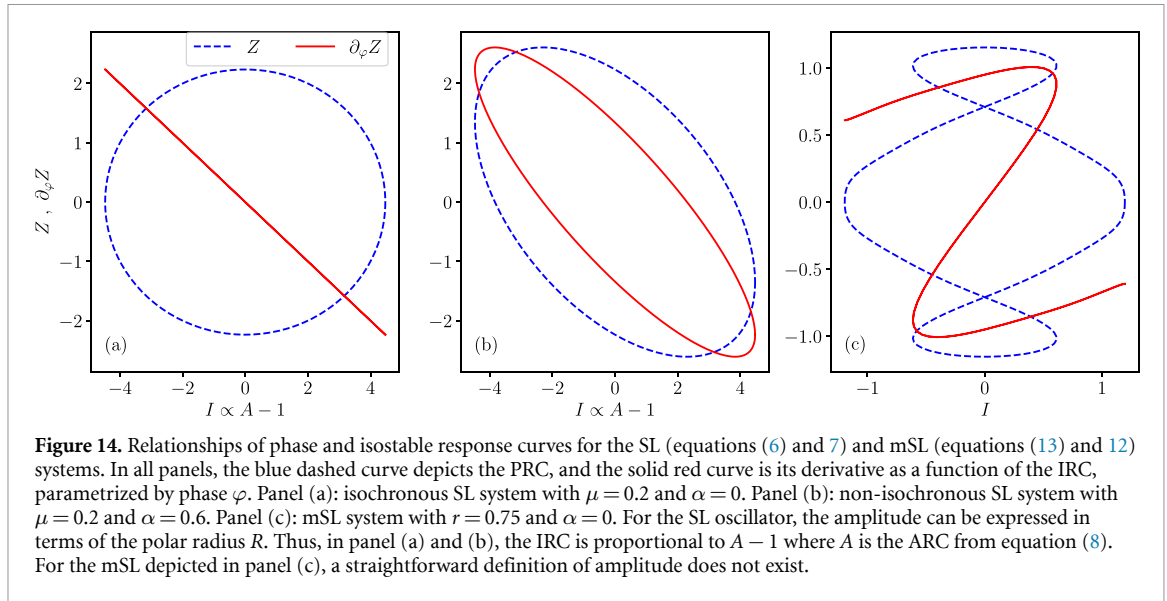 Z
∂φZ
Z , ∂φZ
2
1
0
−1
−2
(a)
−4
−2
0
2
4
I ∝ A − 1
2
1
0
−1
−2
(b)
−4
−2
0
2
4
I ∝ A − 1
1.0
0.5
0.0
−0.5
−1.0
(c)
−1
0
1
I
Figure 14. Relationships of phase and isostable response curves for the SL (equations (6) and 7) and mSL (equations (13) and 12)
systems. In all panels, the blue dashed curve depicts the PRC, and the solid red curve is its derivative as a function of the IRC,
parametrized by phase φ. Panel (a): isochronous SL system with μ = 0.2 and α = 0. Panel (b): non-isochronous SL system with
μ = 0.2 and α = 0.6. Panel (c): mSL system with r = 0.75 and α = 0. For the SL oscillator, the amplitude can be expressed in
terms of the polar radius R. Thus, in panel (a) and (b), the IRC is proportional to A − 1 where A is the ARC from equation (8).
For the mSL depicted in panel (c), a straightforward definition of amplitude does not exist.